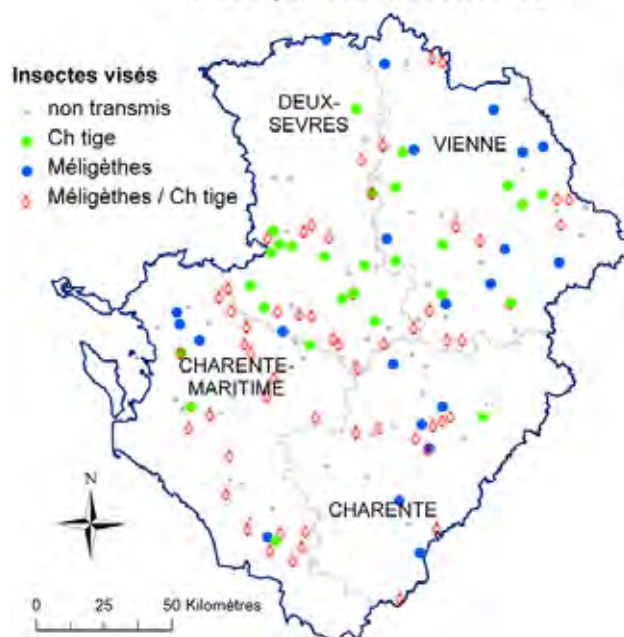 Insectes visés
non transmis
Ch tige
Méligèthes
Méligèthes / Ch tige
DEUX-
SEVRES
VIENNE
CHARENTE-
MARITIME
CHARENTE
N
0 25 50 Kilomètres